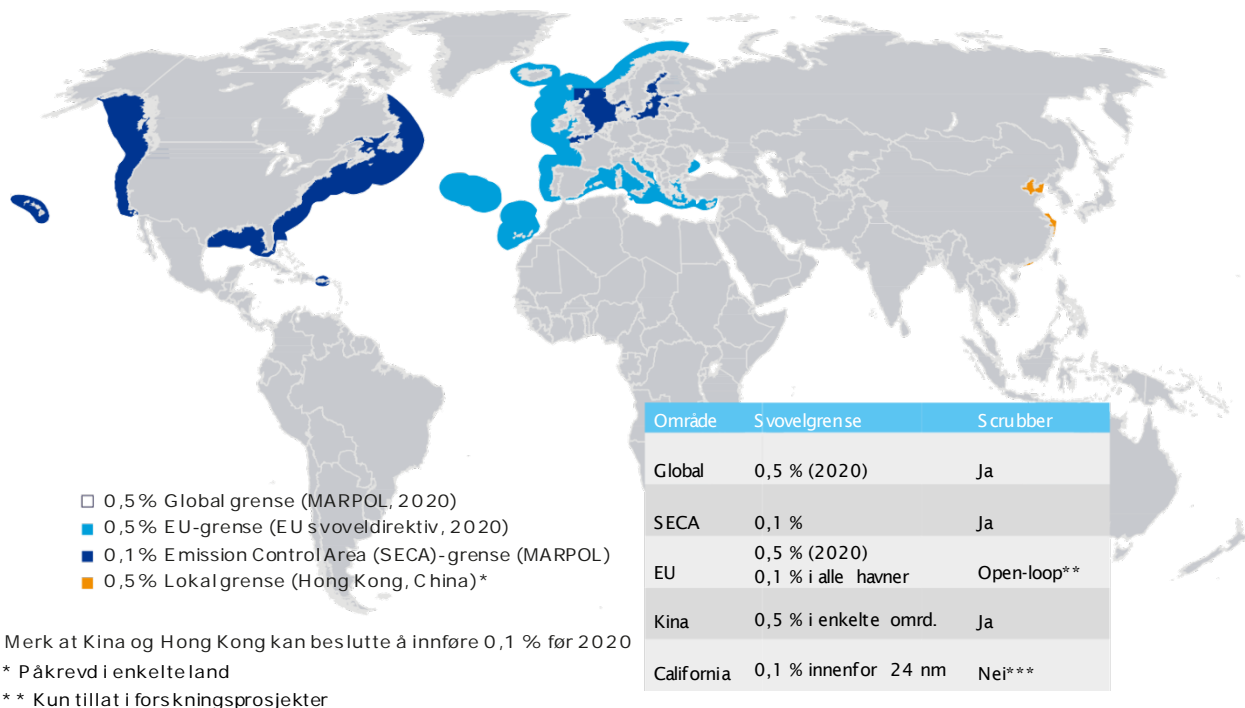 Område Svovelgrense Scrubber
Global 0,5 % (2020) Ja
SECA 0,1 % Ja
EU 0,5 % (2020) 0,1 % i alle havner Open-loop**
Kina 0,5 % i enkelte omrd. Ja
California 0,1 % innenfor 24 nm Nei***
0,5% Global grense (MARPOL, 2020)
0,5% EU-grense (EU svoveldirektiv, 2020)
0,1% Emission Control Area (SECA)-grense (MARPOL)
0,5% Lokal grense (Hong Kong, China)*
Merk at Kina og Hong Kong kan beslutte å innføre 0,1 % før 2020
* Påkrevd i enkelte land
** Kun tillat i forskningsprosjekter